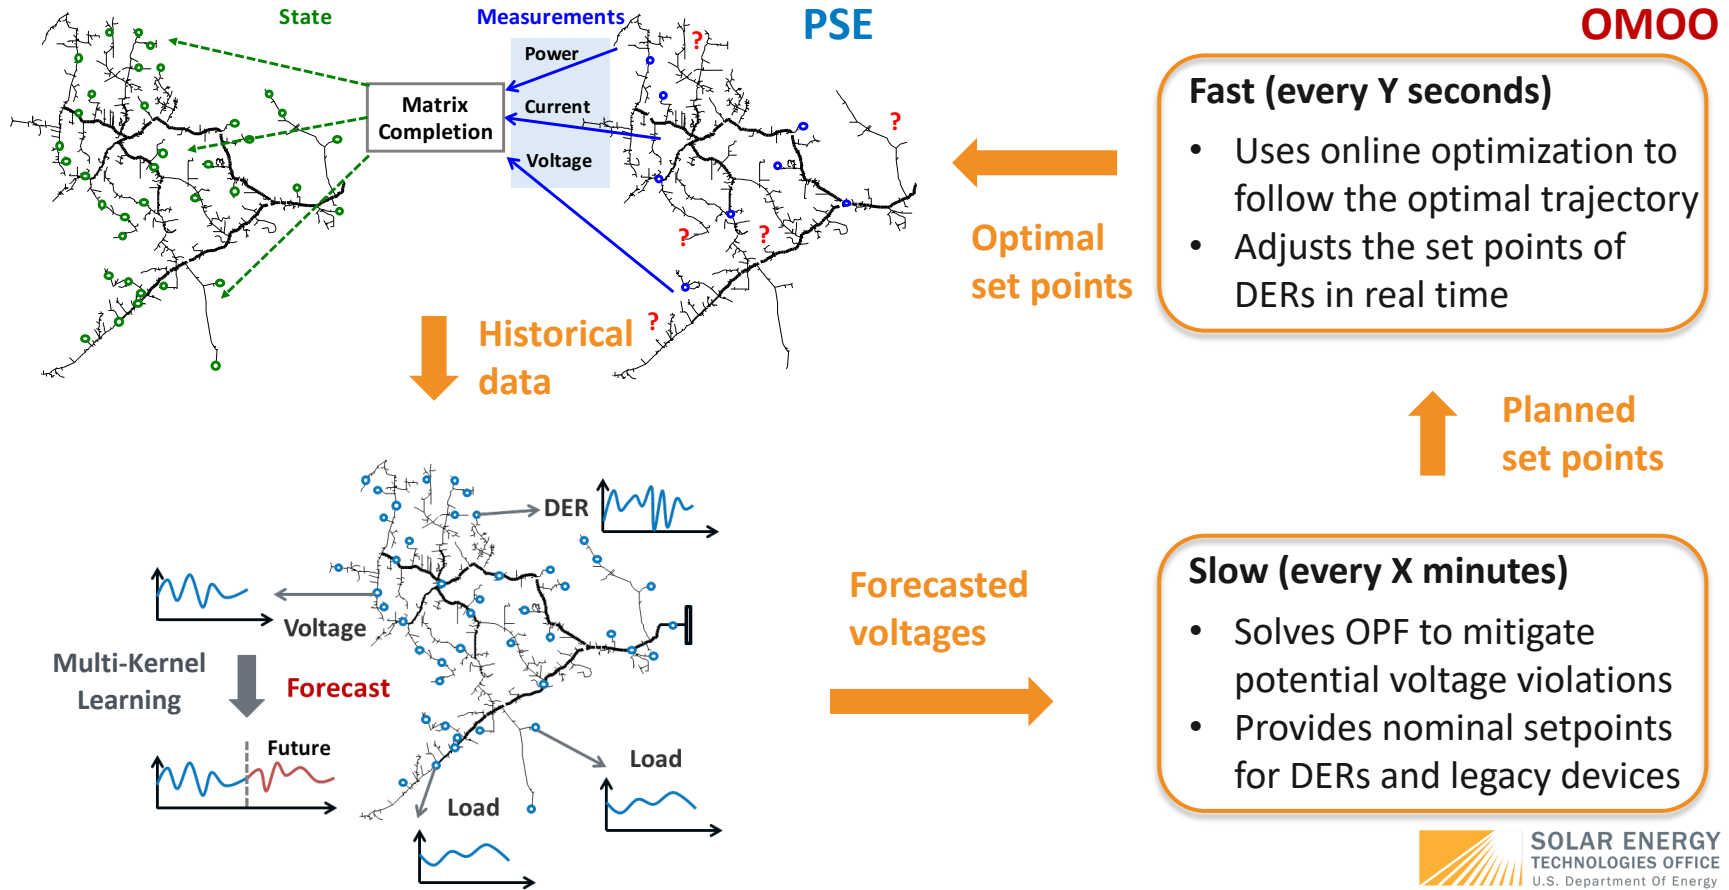 State
Measurements
PSE
OMOO
Power
Current
Voltage
Matrix
Completion
?
?
?
?
?
Fast (every Y seconds)
• Uses online optimization to
follow the optimal trajectory
• Adjusts the set points of
DERs in real time
Optimal
set points
Historical
data
Planned
set points
DER
Voltage
Multi-Kernel
Learning
Forecast
Future
Load
Load
Forecasted
voltages
Slow (every X minutes)
• Solves OPF to mitigate
potential voltage violations
• Provides nominal setpoints
for DERs and legacy devices
SOLAR ENERGY
TECHNOLOGIES OFFICE
U.S. Department Of Energy